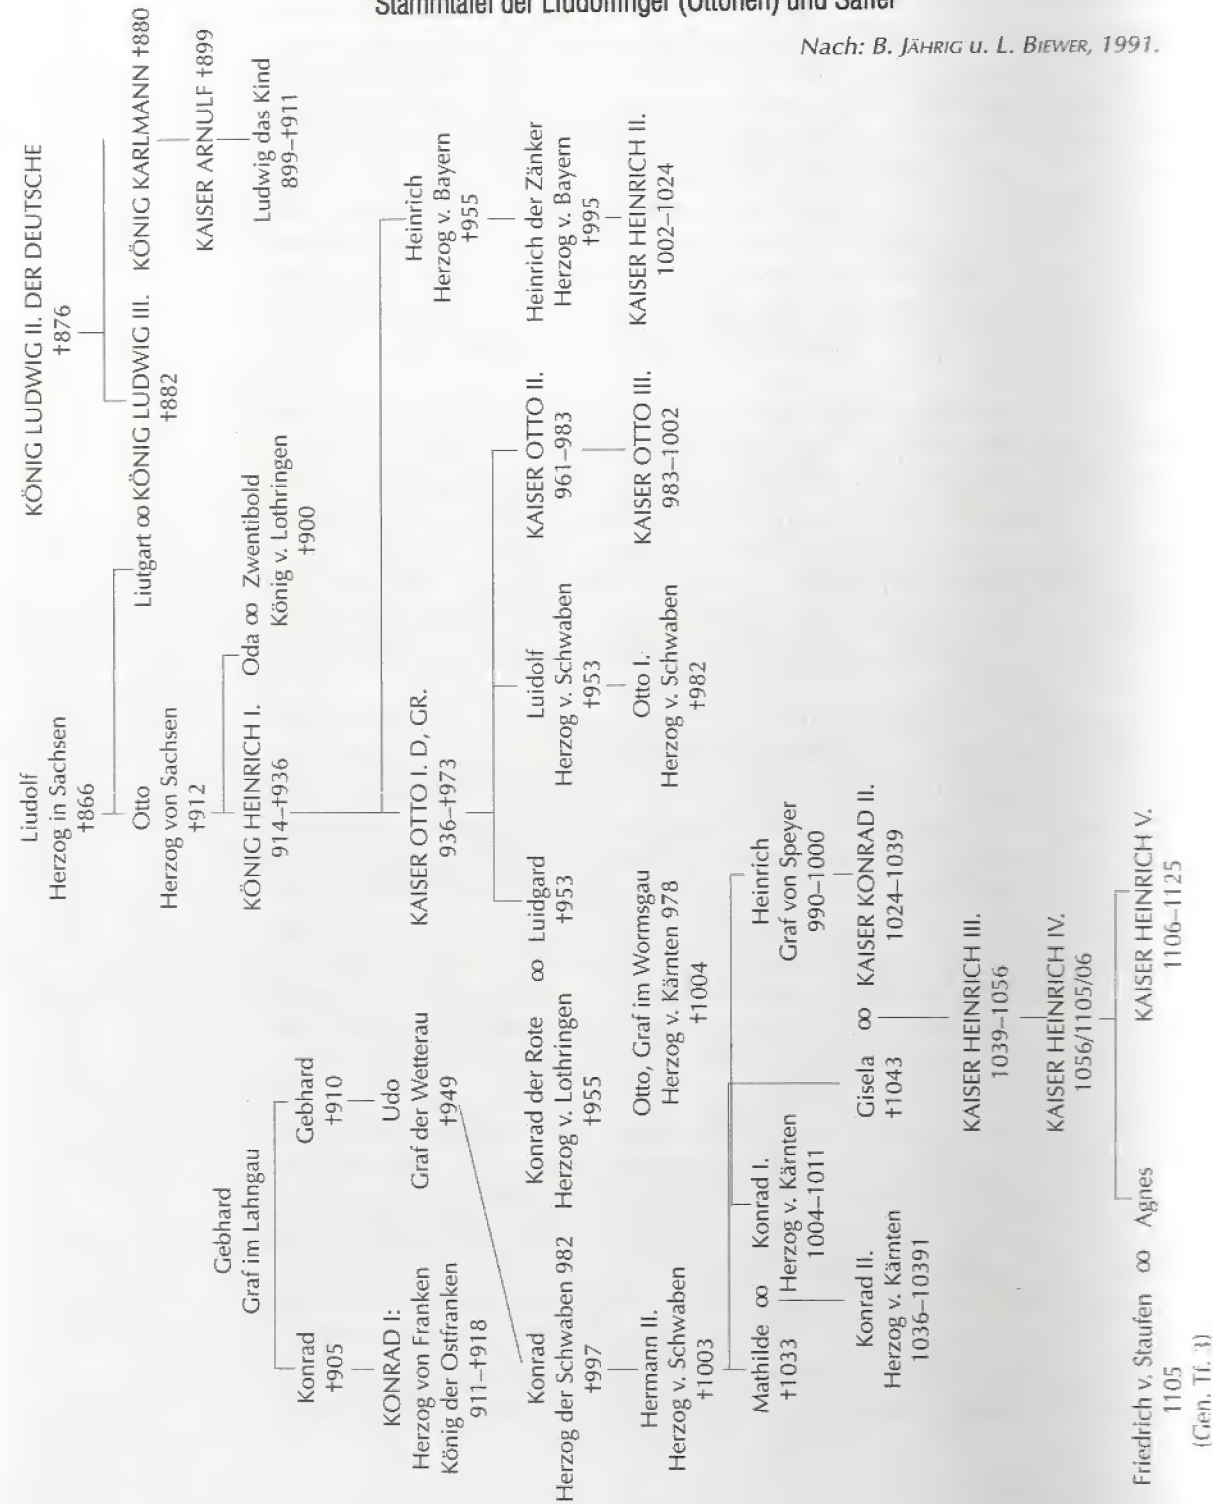 Stammtafel der Liudolfinger (Ottonen) und Salier
Nach: B. JÄHRIG u. L. BIEWER, 1991.
Liudolf
Herzog in Sachsen
†866
KÖNIG LUDWIG II. DER DEUTSCHE
†876
Otto
Herzog von Sachsen
†912
Liutgart ∞ KÖNIG LUDWIG III.
†882
KÖNIG KARLMANN †880
KAISER ARNULF †899
Ludwig das Kind
899–†911
Gebhard
Graf im Lahngau
KÖNIG HEINRICH I.
914–†936
Oda ∞ Zwentibold
König v. Lothringen
†900
Konrad
†905
Gebhard
†910
KONRAD I:
Herzog von Franken
König der Ostfranken
911–†918
Udo
Graf der Wetterau
†949
KAISER OTTO I. D, GR.
936–†973
Heinrich
Herzog v. Bayern
†955
Konrad
Herzog der Schwaben 982
†997
Konrad der Rote ∞ Luidgard
Herzog v. Lothringen
†955
†953
Luidolf
Herzog v. Schwaben
†953
KAISER OTTO II.
961–983
Heinrich der Zänker
Herzog v. Bayern
†995
Hermann II.
Herzog v. Schwaben
†1003
Otto, Graf im Wormsgau
Herzog v. Kärnten 978
†1004
Otto I.
Herzog v. Schwaben
†982
KAISER OTTO III.
983–1002
KAISER HEINRICH II.
1002–1024
Mathilde ∞ Konrad I.
†1033
Herzog v. Kärnten
1004–1011
Heinrich
Graf von Speyer
990–1000
Konrad II.
Herzog v. Kärnten
1036–10391
Gisela ∞ KAISER KONRAD II.
†1043
1024–1039
KAISER HEINRICH III.
1039–1056
KAISER HEINRICH IV.
1056/1105/06
Friedrich v. Staufen ∞ Agnes
1105
(Gen. Tf. 3)
KAISER HEINRICH V.
1106–1125